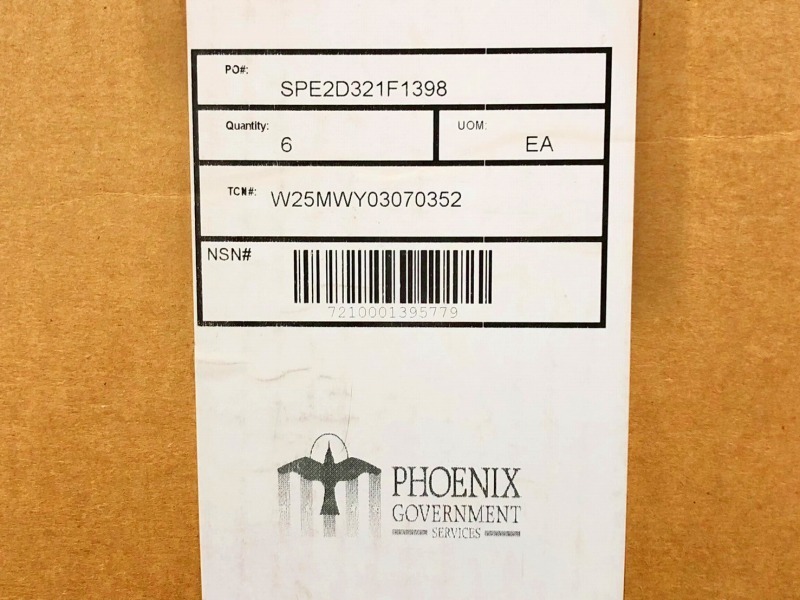 PO#:
SPE2D321F1398
Quantity:
6
UOM:
EA
TCN#:
W25MWY03070352
NSN#
7210001395779
PHOENIX
GOVERNMENT
SERVICES